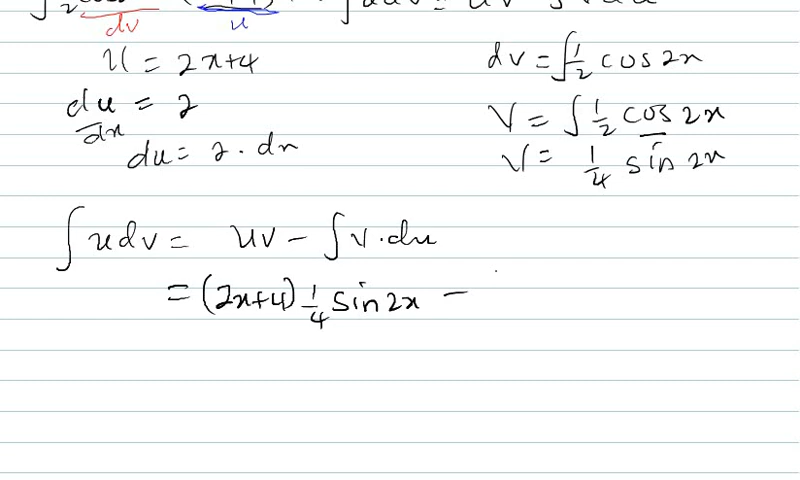 dv u
u = 2x+4 dv = ∫ 1/2 cos 2x
du/dx = 2 v = ∫ 1/2 cos 2x
du = 2 · dx v = 1/4 sin 2x
∫ u dv = uv − ∫ v · du
= (2x+4) 1/4 sin 2x −